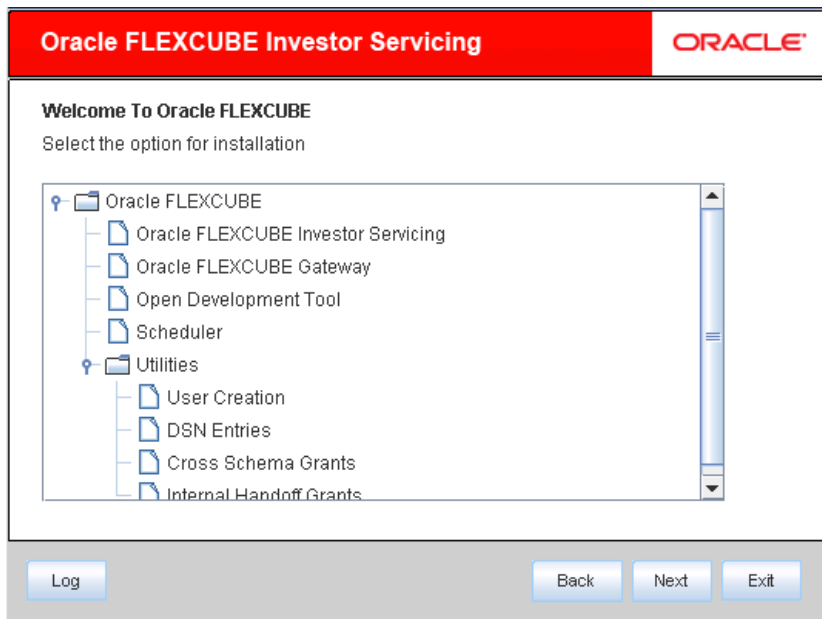 Oracle FLEXCUBE Investor Servicing
ORACLE
Welcome To Oracle FLEXCUBE
Select the option for installation
Oracle FLEXCUBE
Oracle FLEXCUBE Investor Servicing
Oracle FLEXCUBE Gateway
Open Development Tool
Scheduler
Utilities
User Creation
DSN Entries
Cross Schema Grants
Internal Handoff Grants
Log Back Next Exit